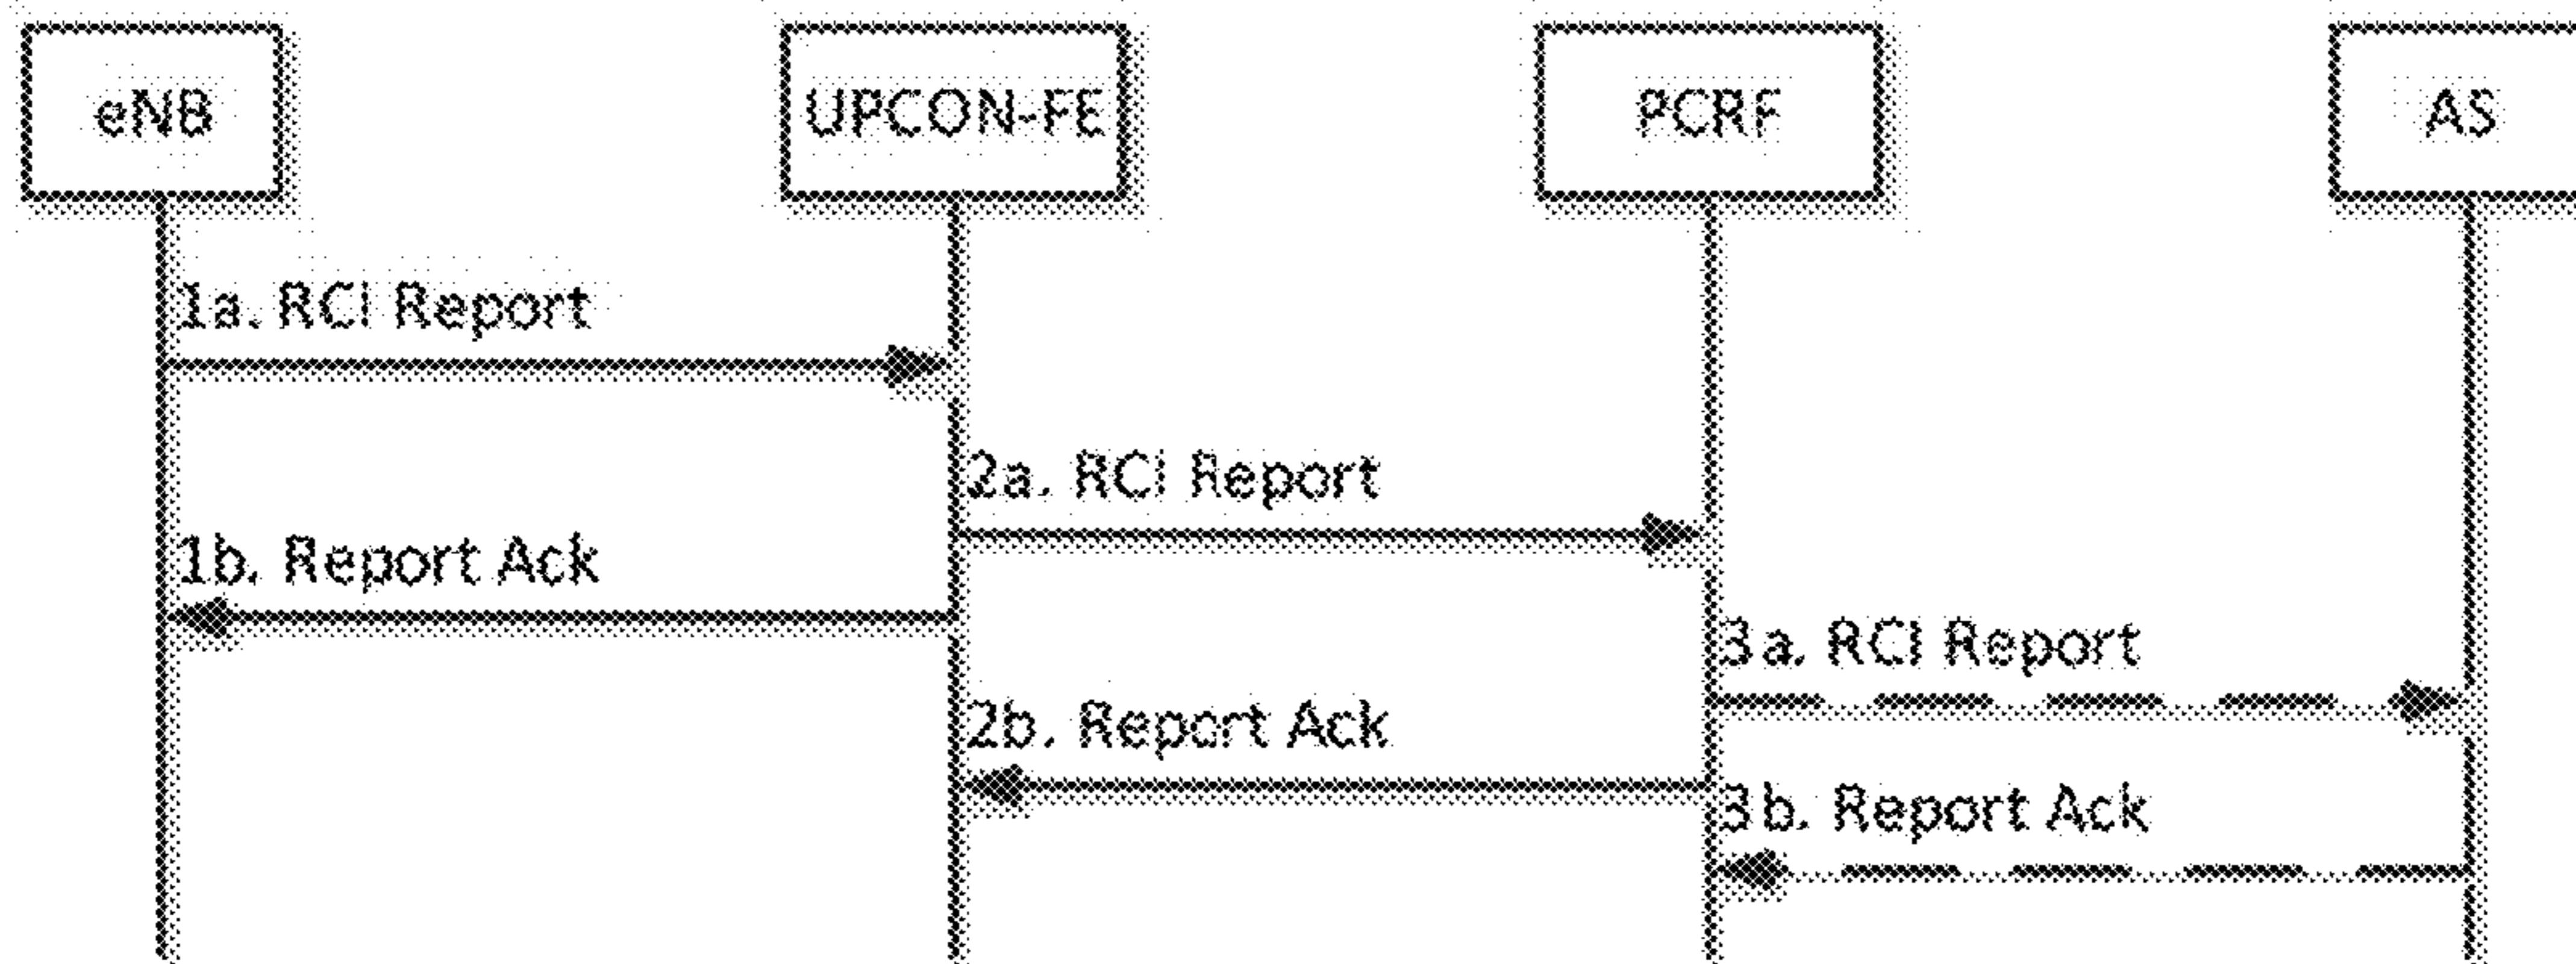 eNB
UPCON-FE
PCRF
AS
1a. RCI Report
2a. RCI Report
1b. Report Ack
3a. RCI Report
2b. Report Ack
3b. Report Ack